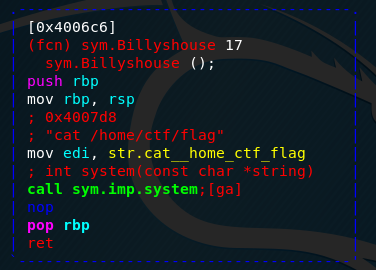 [0x4006c6]
(fcn) sym.Billyshouse 17
sym.Billyshouse ();
push rbp
mov rbp, rsp
; 0x4007d8
; "cat /home/ctf/flag"
mov edi, str.cat__home_ctf_flag
; int system(const char *string)
call sym.imp.system;[ga]
nop
pop rbp
ret